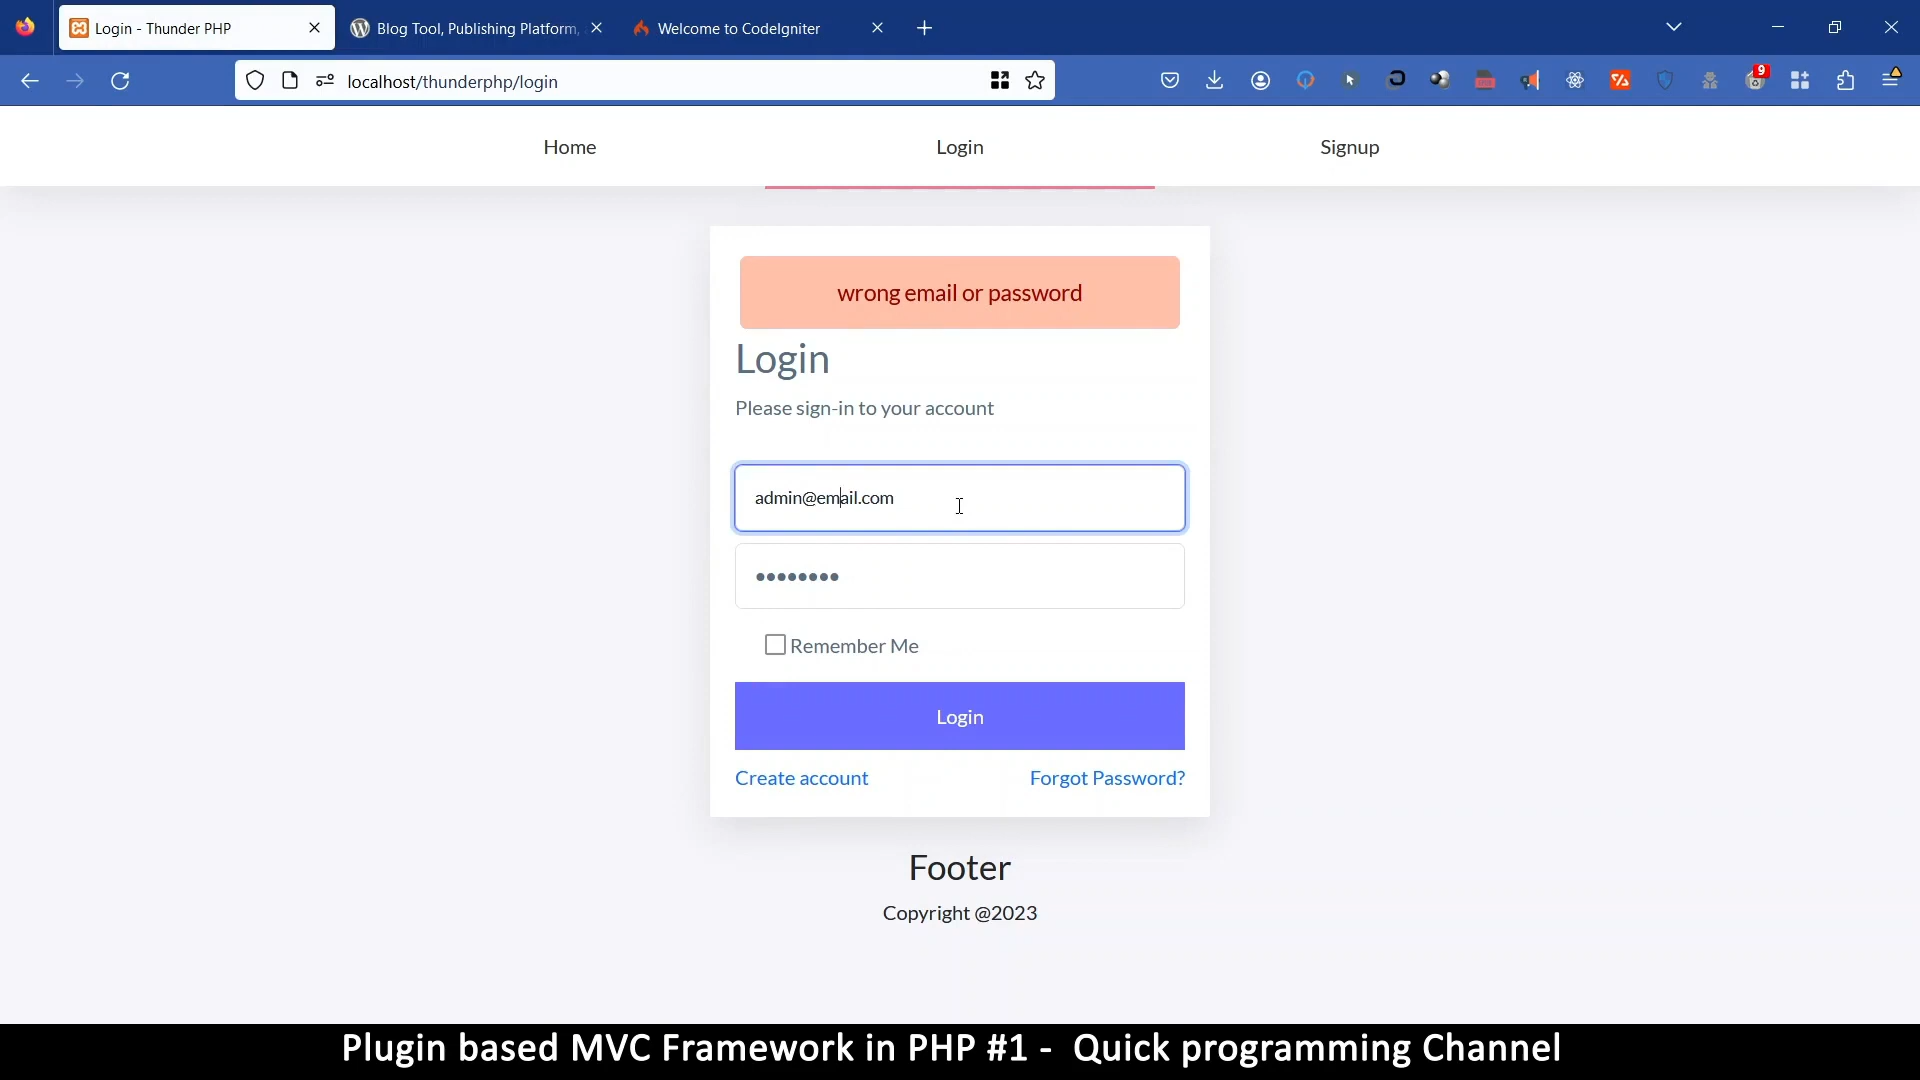 Login - Thunder PHP
Blog Tool, Publishing Platform,
Welcome to CodeIgniter
localhost/thunderphp/login
9
Home
Login
Signup
wrong email or password
Login
Please sign-in to your account
admin@email.com
Remember Me
Login
Create account
Forgot Password?
Footer
Copyright @2023
Plugin based MVC Framework in PHP #1 - Quick programming Channel